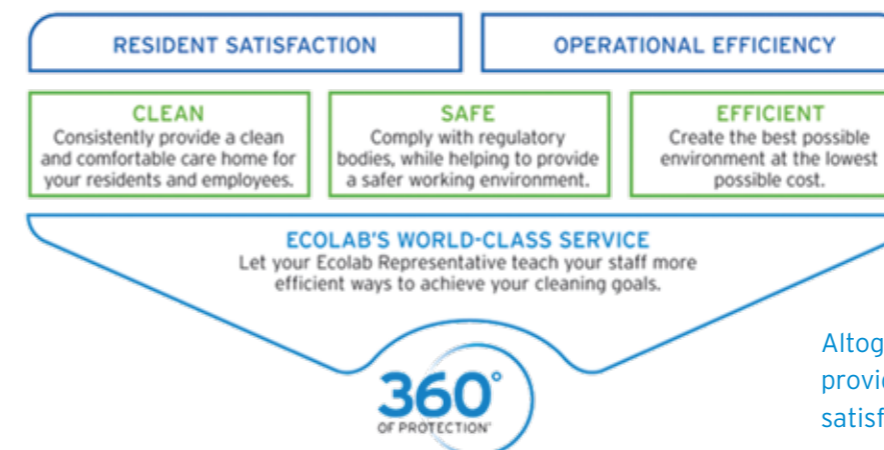 RESIDENT SATISFACTION
OPERATIONAL EFFICIENCY
CLEAN
Consistently provide a clean
and comfortable care home for
your residents and employees.
SAFE
Comply with regulatory
bodies, while helping to provide
a safer working environment.
EFFICIENT
Create the best possible
environment at the lowest
possible cost.
ECOLAB'S WORLD-CLASS SERVICE
Let your Ecolab Representative teach your staff more
efficient ways to achieve your cleaning goals.
360°
OF PROTECTION™